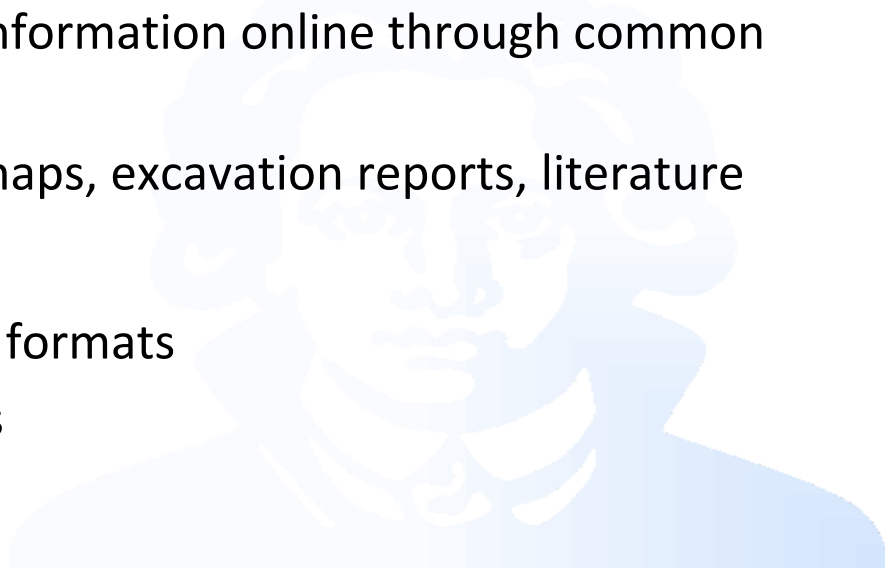 nformation online through common
naps, excavation reports, literature
formats
s